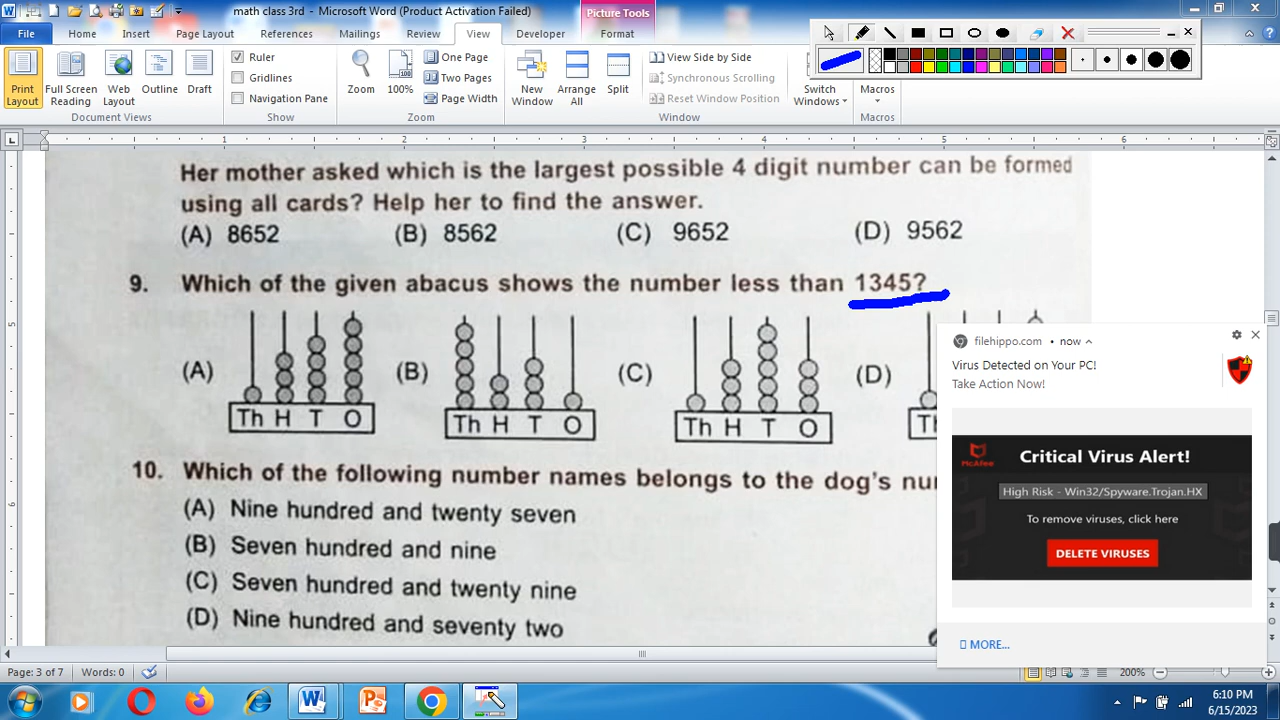 math class 3rd - Microsoft Word (Product Activation Failed)
Picture Tools
File Home Insert Page Layout References Mailings Review View Developer Format
Print Layout
Full Screen Reading
Web Layout
Outline
Draft
Document Views
Ruler
Gridlines
Navigation Pane
Show
Zoom
100%
One Page
Two Pages
Page Width
Zoom
New Window
Arrange All
Split
View Side by Side
Synchronous Scrolling
Reset Window Position
Window
Switch Windows
Macros
Macros
1 2 3 4 5 6
Her mother asked which is the largest possible 4 digit number can be formed
using all cards? Help her to find the answer.
(A) 8652 (B) 8562 (C) 9652 (D) 9562
9. Which of the given abacus shows the number less than 1345?
(A) (B) (C) (D)
Th H T O Th H T O Th H T O
10. Which of the following number names belongs to the dog's
(A) Nine hundred and twenty seven
(B) Seven hundred and nine
(C) Seven hundred and twenty nine
(D) Nine hundred and seventy two
filehippo.com • now
Virus Detected on Your PC!
Take Action Now!
McAfee
Critical Virus Alert!
High Risk - Win32/Spyware.Trojan.HX
To remove viruses, click here
DELETE VIRUSES
MORE...
Page: 3 of 7 Words: 0 200%
6:10 PM
6/15/2023